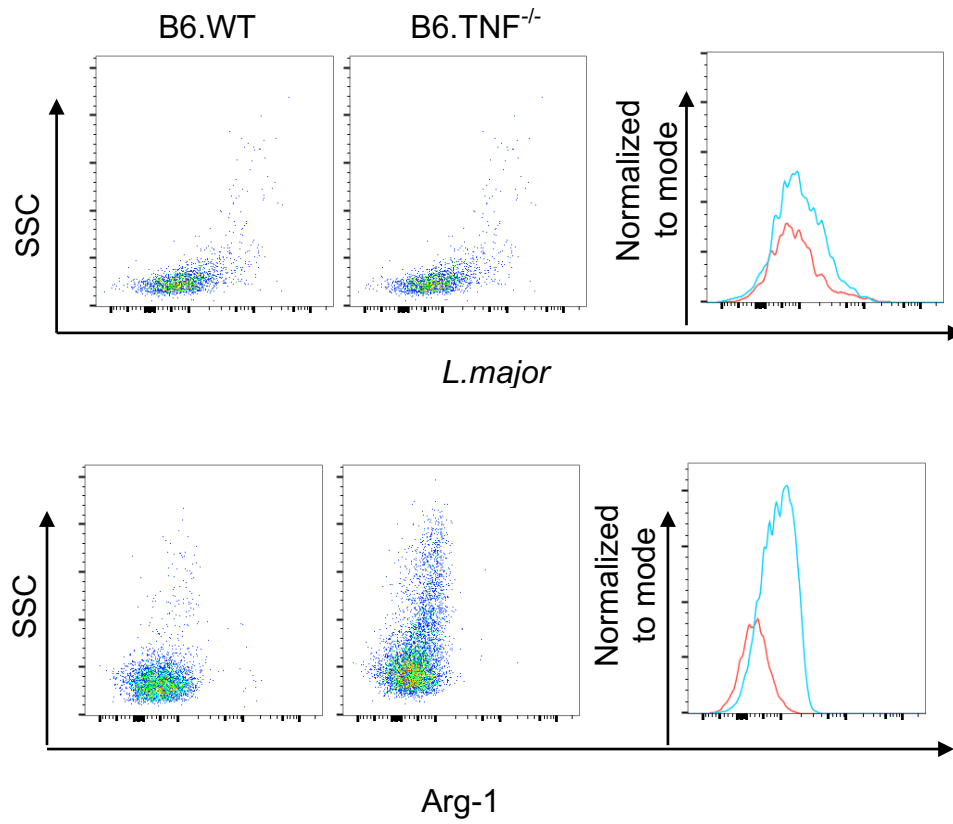 B6.WT
B6.TNF-/-
SSC
Normalized
to mode
L.major
SSC
Normalized
to mode
Arg-1